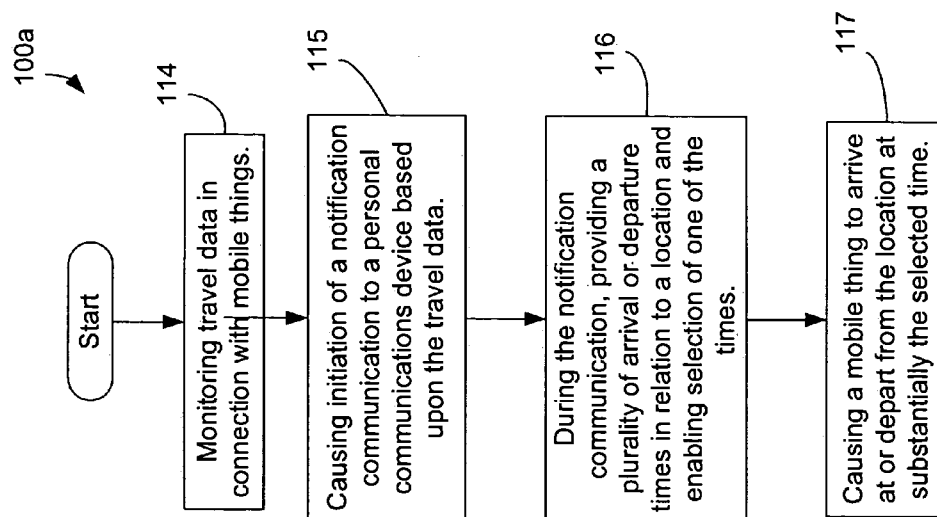 100a
Start
114
Monitoring travel data in
connection with mobile things.
115
Causing initiation of a notification
communication to a personal
communications device based
upon the travel data.
116
During the notification
communication, providing a
plurality of arrival or departure
times in relation to a location and
enabling selection of one of the
times.
117
Causing a mobile thing to arrive
at or depart from the location at
substantially the selected time.